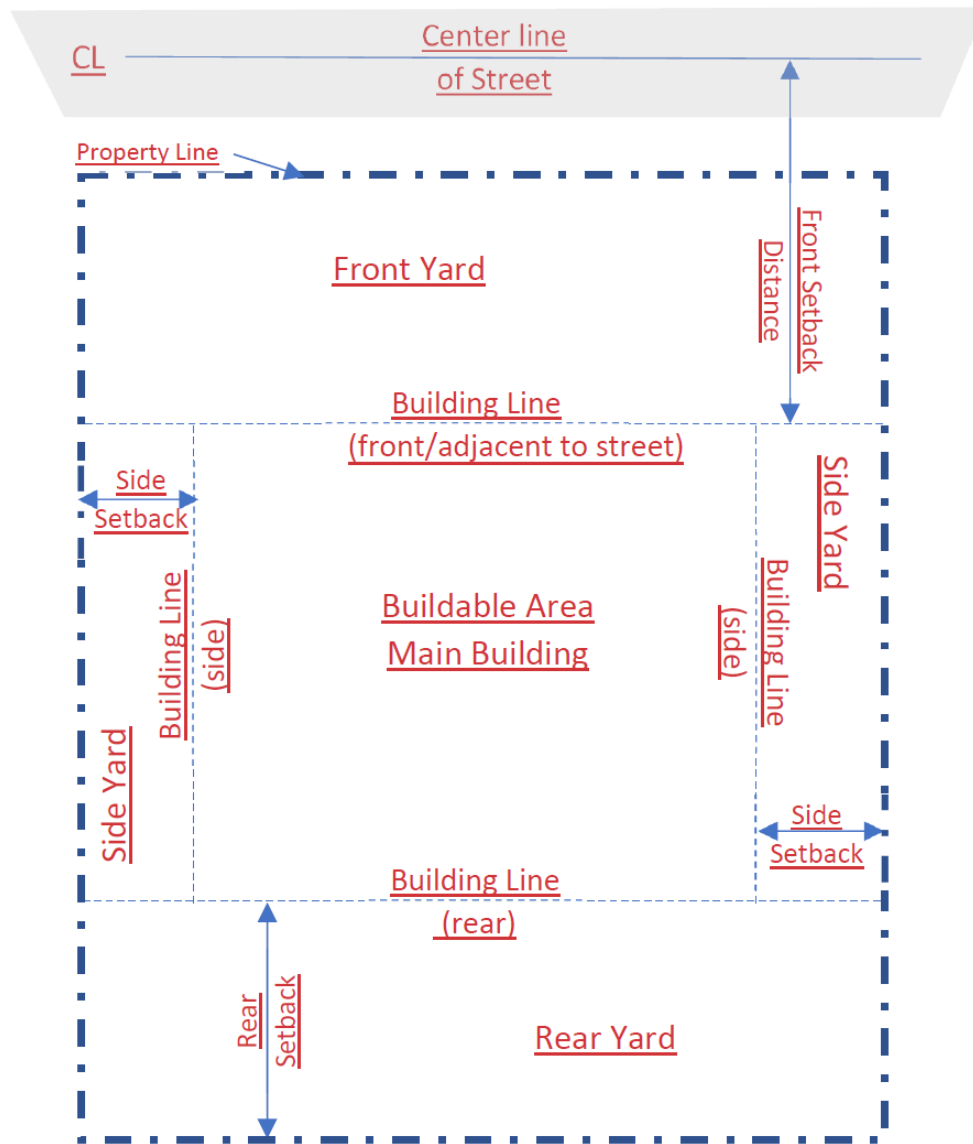 Center line
CL
of Street
Property Line
Front Yard
Front Setback
Distance
Building Line
(front/adjacent to street)
Side
Setback
Side Yard
Building Line
(side)
Buildable Area
Main Building
Building Line
(side)
Side Yard
Side
Setback
Building Line
(rear)
Rear
Setback
Rear Yard